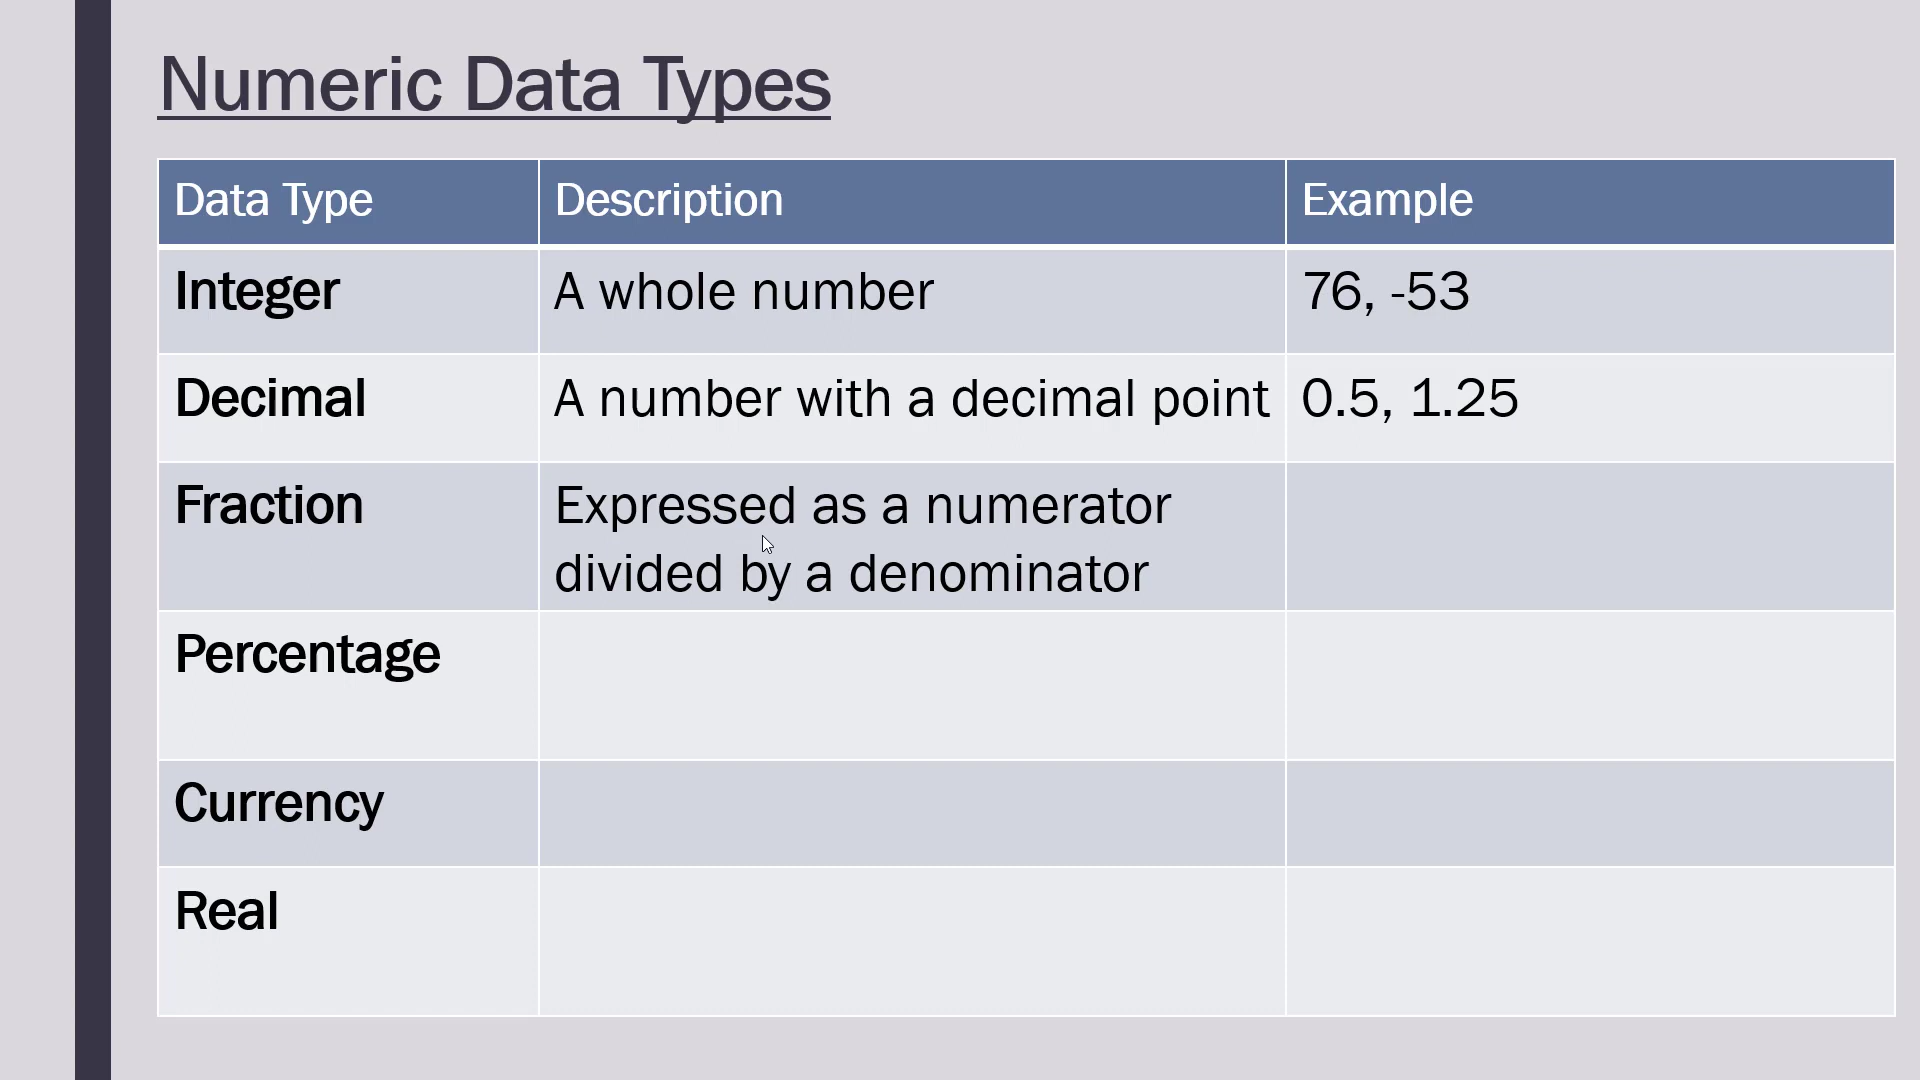 Numeric Data Types
Data Type Description Example
Integer A whole number 76, -53
Decimal A number with a decimal point 0.5, 1.25
Fraction Expressed as a numerator
divided by a denominator
Percentage
Currency
Real